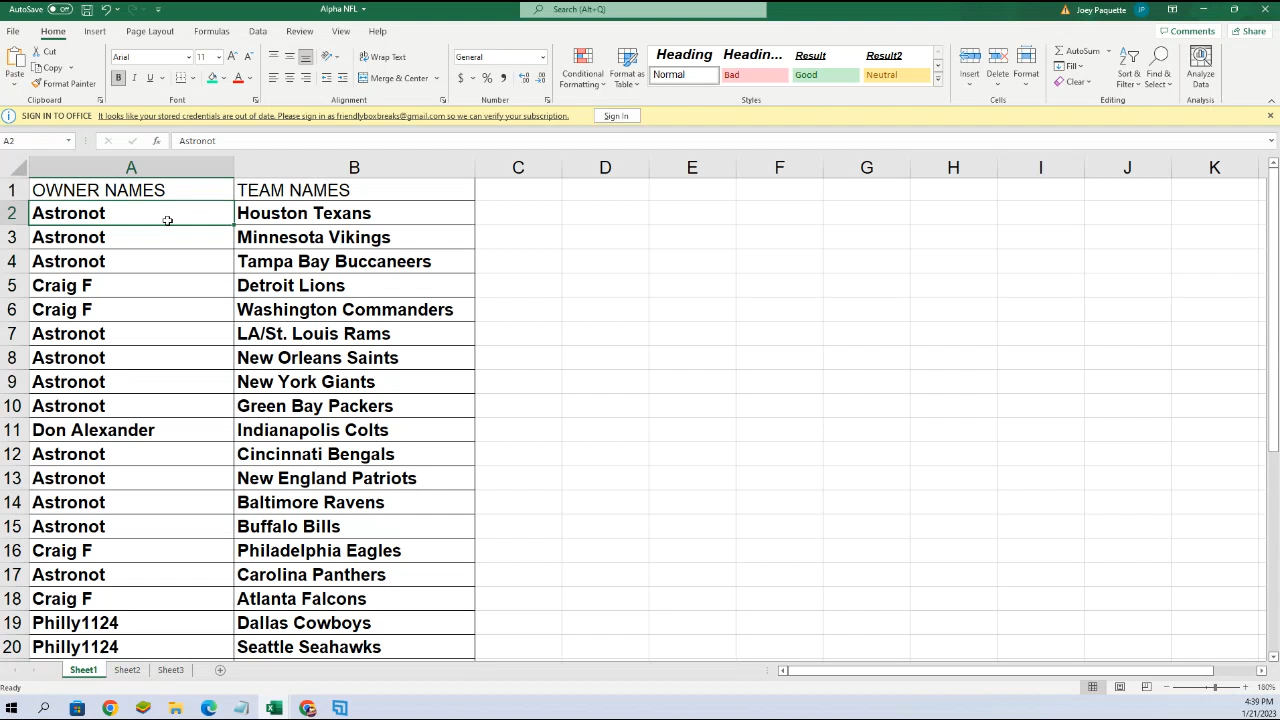 AutoSave Off Alpha NFL Search (Alt+Q) Joey Paquette JP
File Home Insert Page Layout Formulas Data Review View Help Comments Share
Paste Cut Copy Format Painter Clipboard
Arial 11 A A B I U A Font
Wrap Text Merge & Center Alignment
General $ % 9 Number
Conditional Formatting Format as Table
Heading Headin... Result Result2
Normal Bad Good Neutral
Styles
Insert Delete Format Cells
AutoSum Fill Clear Sort & Filter Find & Select Editing
Analyze Data Analysis
SIGN IN TO OFFICE It looks like your stored credentials are out of date. Please sign in as friendlyboxbreaks@gmail.com so we can verify your subscription. Sign In
A2 fx Astronot
A B C D E F G H I J K
1 OWNER NAMES TEAM NAMES
2 Astronot Houston Texans
3 Astronot Minnesota Vikings
4 Astronot Tampa Bay Buccaneers
5 Craig F Detroit Lions
6 Craig F Washington Commanders
7 Astronot LA/St. Louis Rams
8 Astronot New Orleans Saints
9 Astronot New York Giants
10 Astronot Green Bay Packers
11 Don Alexander Indianapolis Colts
12 Astronot Cincinnati Bengals
13 Astronot New England Patriots
14 Astronot Baltimore Ravens
15 Astronot Buffalo Bills
16 Craig F Philadelphia Eagles
17 Astronot Carolina Panthers
18 Craig F Atlanta Falcons
19 Philly1124 Dallas Cowboys
20 Philly1124 Seattle Seahawks
Sheet1 Sheet2 Sheet3
Ready 180%
4:39 PM
1/21/2023